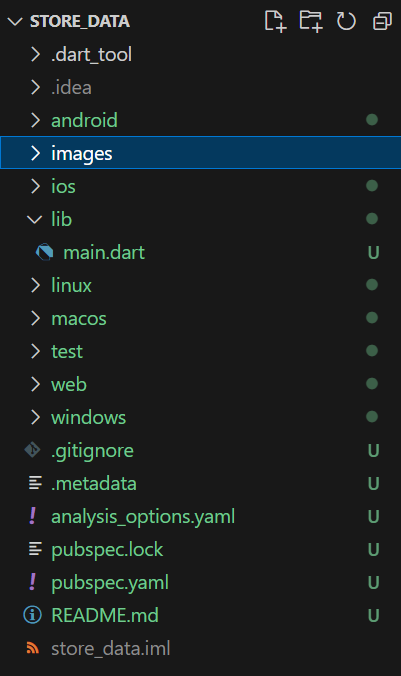 STORE_DATA
.dart_tool
.idea
android
images
ios
lib
main.dart U
linux
macos
test
web
windows
.gitignore U
.metadata U
analysis_options.yaml U
pubspec.lock U
pubspec.yaml U
README.md U
store_data.iml